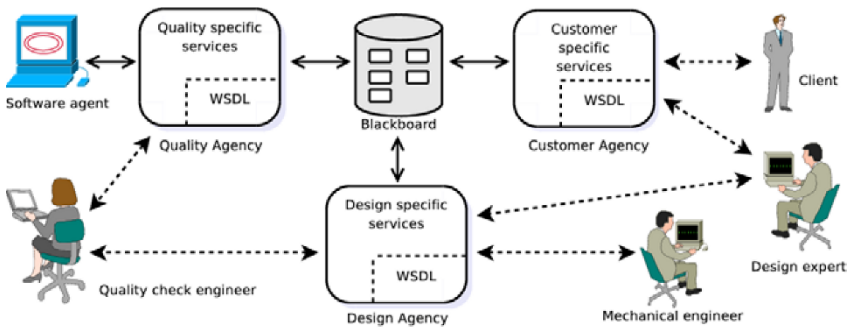 Quality specific
services
WSDL
Quality Agency
Software agent
Blackboard
Customer
specific
services
WSDL
Customer Agency
Client
Design specific
services
WSDL
Design Agency
Quality check engineer
Mechanical engineer
Design expert